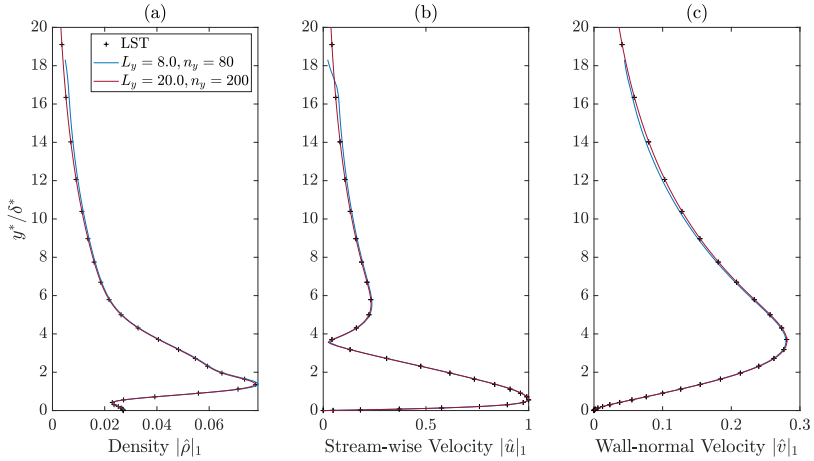 (a) (b) (c)
20 20 20
18 18 18
16 16 16
14 14 14
12 12 12
10 10 10
8 8 8
6 6 6
4 4 4
2 2 2
0 0 0
LST
L_y = 8.0, n_y = 80
L_y = 20.0, n_y = 200
y*/δ*
0 0.02 0.04 0.06
0 0.5 1
0 0.1 0.2 0.3
Density |ρ̂|₁
Stream-wise Velocity |û|₁
Wall-normal Velocity |v̂|₁